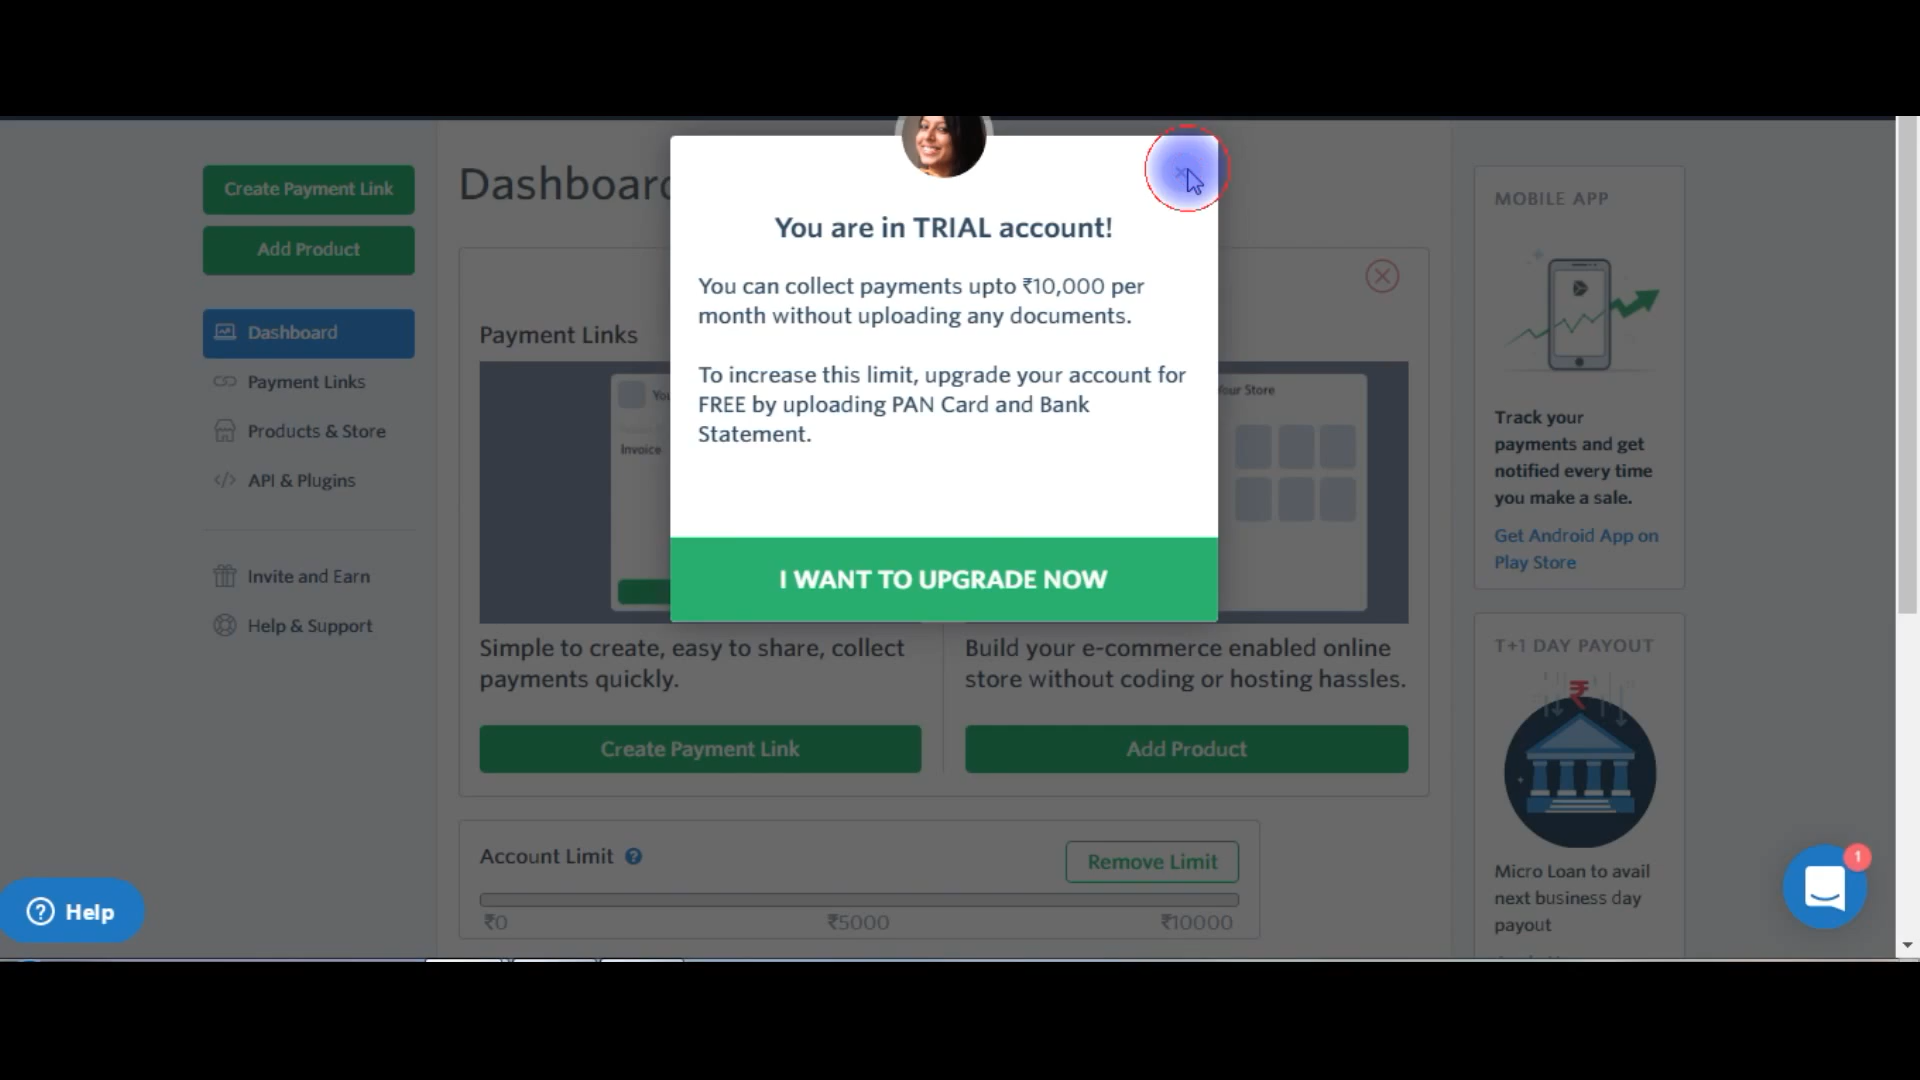 Create Payment Link
Add Product
Dashboard
Payment Links
Products & Store
API & Plugins
Invite and Earn
Help & Support
Help
Dashboard
Payment Links
Invoice
Simple to create, easy to share, collect
payments quickly.
Create Payment Link
You are in TRIAL account!
You can collect payments upto ₹10,000 per
month without uploading any documents.
To increase this limit, upgrade your account for
FREE by uploading PAN Card and Bank
Statement.
I WANT TO UPGRADE NOW
Your Store
Build your e-commerce enabled online
store without coding or hosting hassles.
Add Product
Account Limit ?
Remove Limit
₹0 ₹5000 ₹10000
MOBILE APP
Track your
payments and get
notified every time
you make a sale.
Get Android App on
Play Store
T+1 DAY PAYOUT
₹
Micro Loan to avail
next business day
payout
1